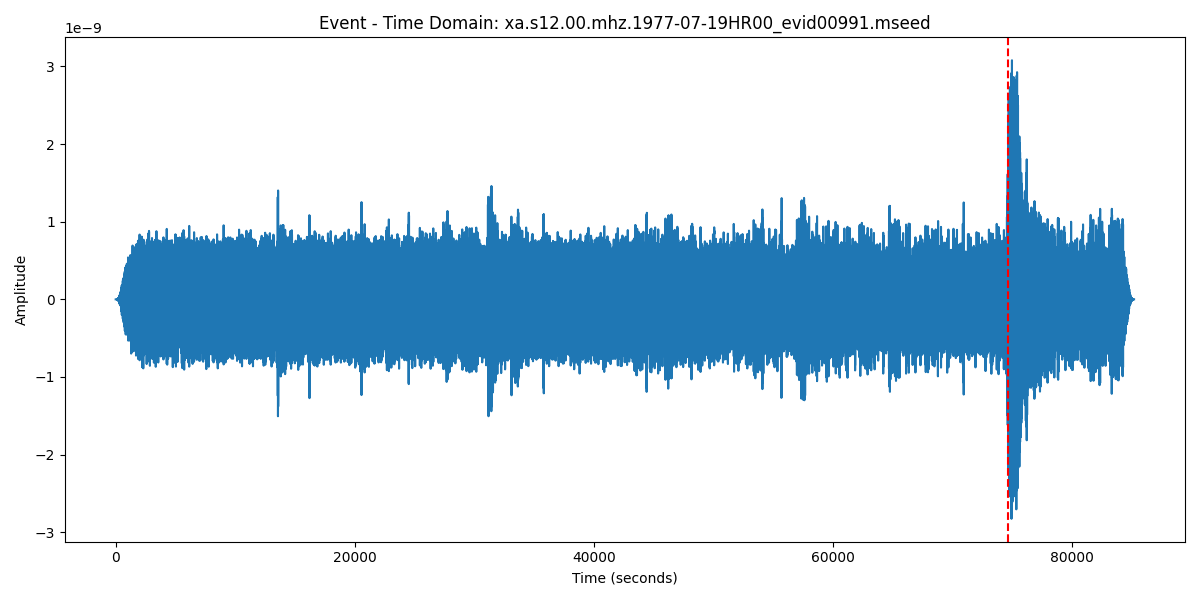 Event - Time Domain: xa.s12.00.mhz.1977-07-19HR00_evid00991.mseed
1e−9
3
2
1
0
−1
−2
−3
Amplitude
0 20000 40000 60000 80000
Time (seconds)